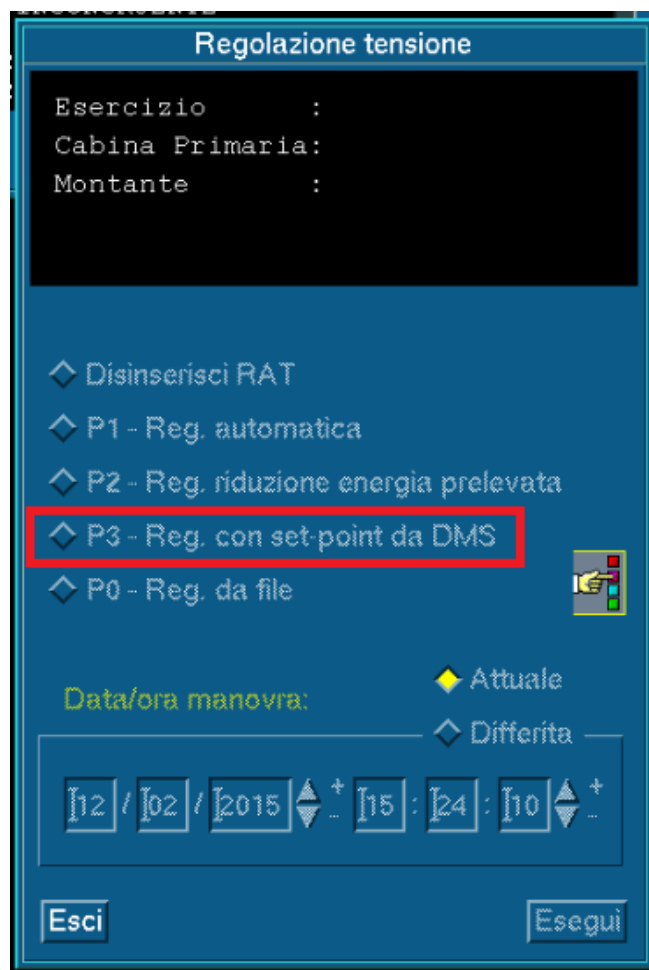 Regolazione tensione
Esercizio :
Cabina Primaria:
Montante :
Disinserisci RAT
P1 - Reg. automatica
P2 - Reg. riduzione energia prelevata
P3 - Reg. con set-point da DMS
P0 - Reg. da file
Attuale
Data/ora manovra:
Differita
12 / 02 / 2015 + - 15 : 24 : 10 + -
Esci Esegui